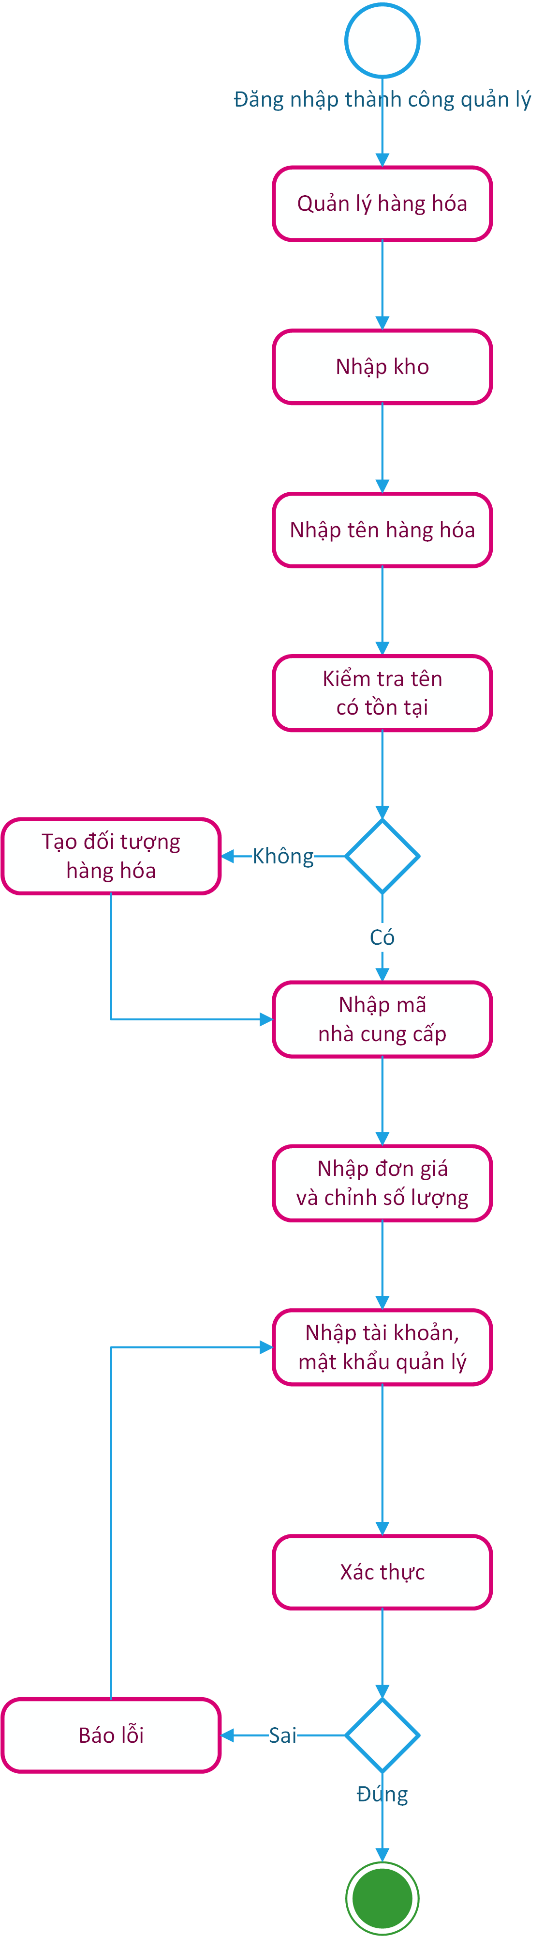 Đăng nhập thành công quản lý
Quản lý hàng hóa
Nhập kho
Nhập tên hàng hóa
Kiểm tra tên
có tồn tại
Không
Tạo đối tượng
hàng hóa
Có
Nhập mã
nhà cung cấp
Nhập đơn giá
và chỉnh số lượng
Nhập tài khoản,
mật khẩu quản lý
Xác thực
Sai
Báo lỗi
Đúng